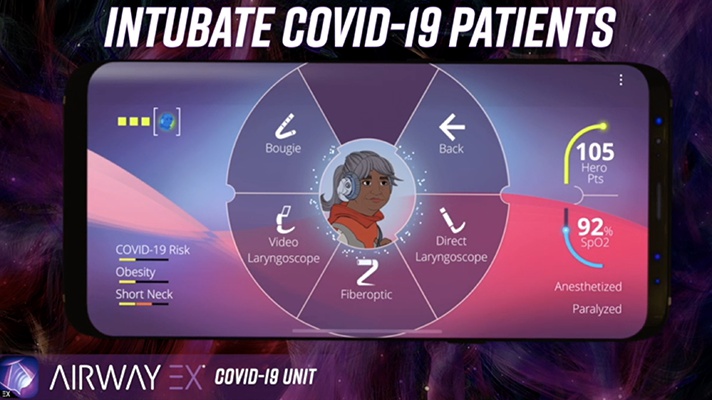 INTUBATE COVID-19 PATIENTS
Bougie
Back
105
Hero
Pts
Video
Laryngoscope
Direct
Laryngoscope
92%
SpO2
COVID-19 Risk
Obesity
Short Neck
Fiberoptic
Anesthetized
Paralyzed
EX
AIRWAY EX COVID-19 UNIT